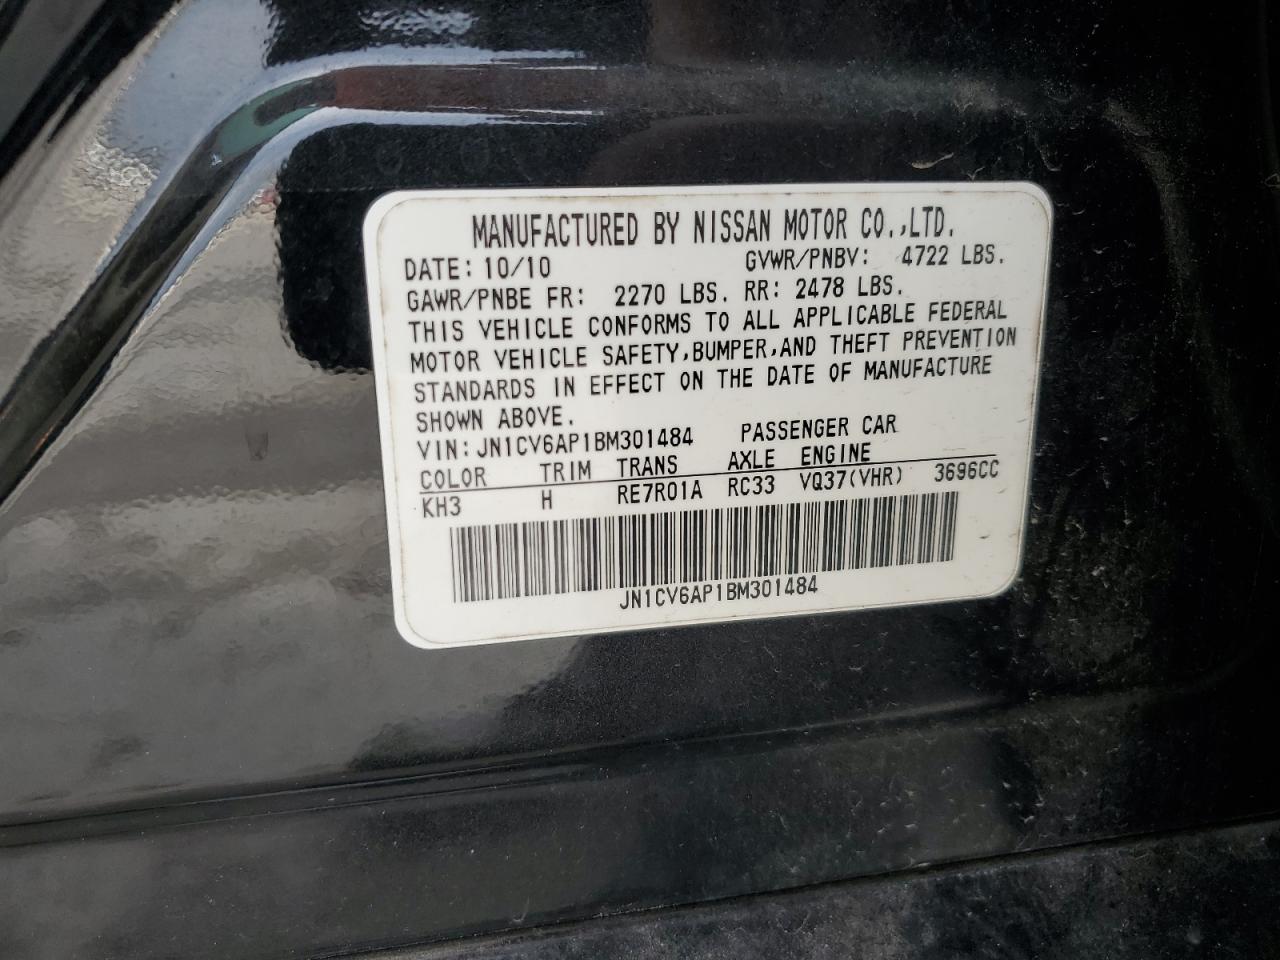 MANUFACTURED BY NISSAN MOTOR CO.,LTD.
DATE: 10/10 GVWR/PNBV: 4722 LBS.
GAWR/PNBE FR: 2270 LBS. RR: 2478 LBS.
THIS VEHICLE CONFORMS TO ALL APPLICABLE FEDERAL
MOTOR VEHICLE SAFETY,BUMPER,AND THEFT PREVENTION
STANDARDS IN EFFECT ON THE DATE OF MANUFACTURE
SHOWN ABOVE.
VIN: JN1CV6AP1BM301484 PASSENGER CAR
COLOR TRIM TRANS AXLE ENGINE
KH3 H RE7R01A RC33 VQ37(VHR) 3696CC
JN1CV6AP1BM301484